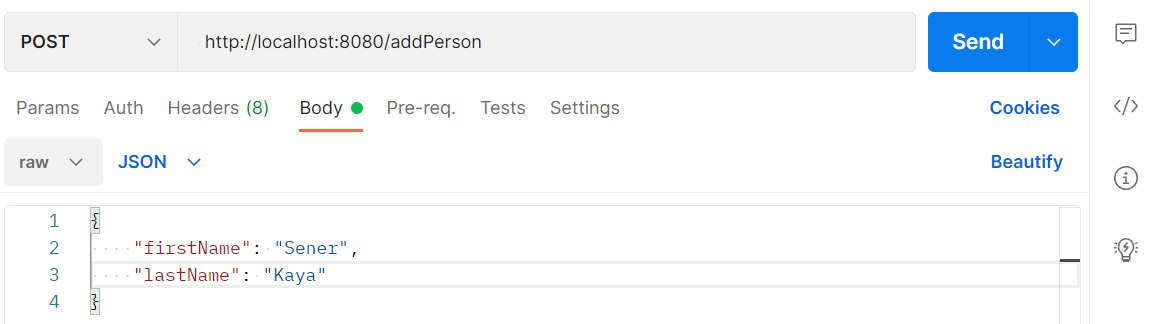 POST http://localhost:8080/addPerson Send
Params Auth Headers (8) Body Pre-req. Tests Settings Cookies
raw JSON Beautify
1 {
2 "firstName": "Sener",
3 "lastName": "Kaya"
4 }